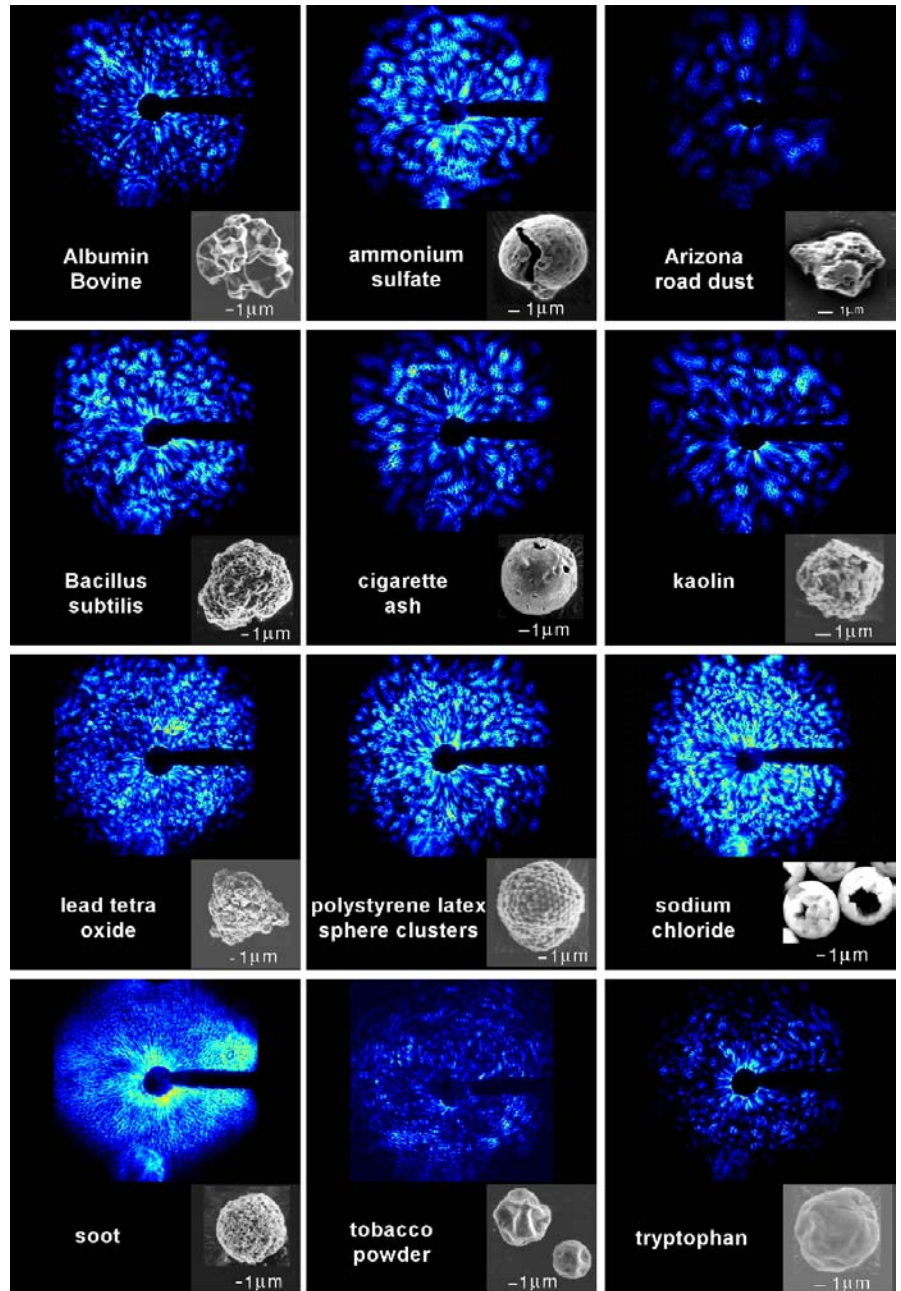 Albumin
Bovine
-1μm
ammonium
sulfate
– 1μm
Arizona
road dust
— 1μm
Bacillus
subtilis
-1μm
cigarette
ash
–1μm
kaolin
—1μm
lead tetra
oxide
-1μm
polystyrene latex
sphere clusters
–1μm
sodium
chloride
-1μm
soot
-1μm
tobacco
powder
–1μm
tryptophan
— 1μm